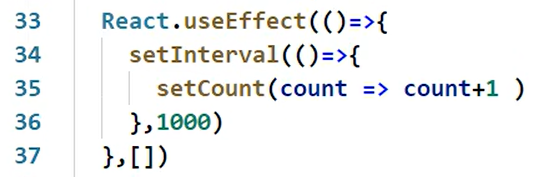 33 React.useEffect(()=>{
34 setInterval(()=>{
35 setCount(count => count+1 )
36 },1000)
37 },[])